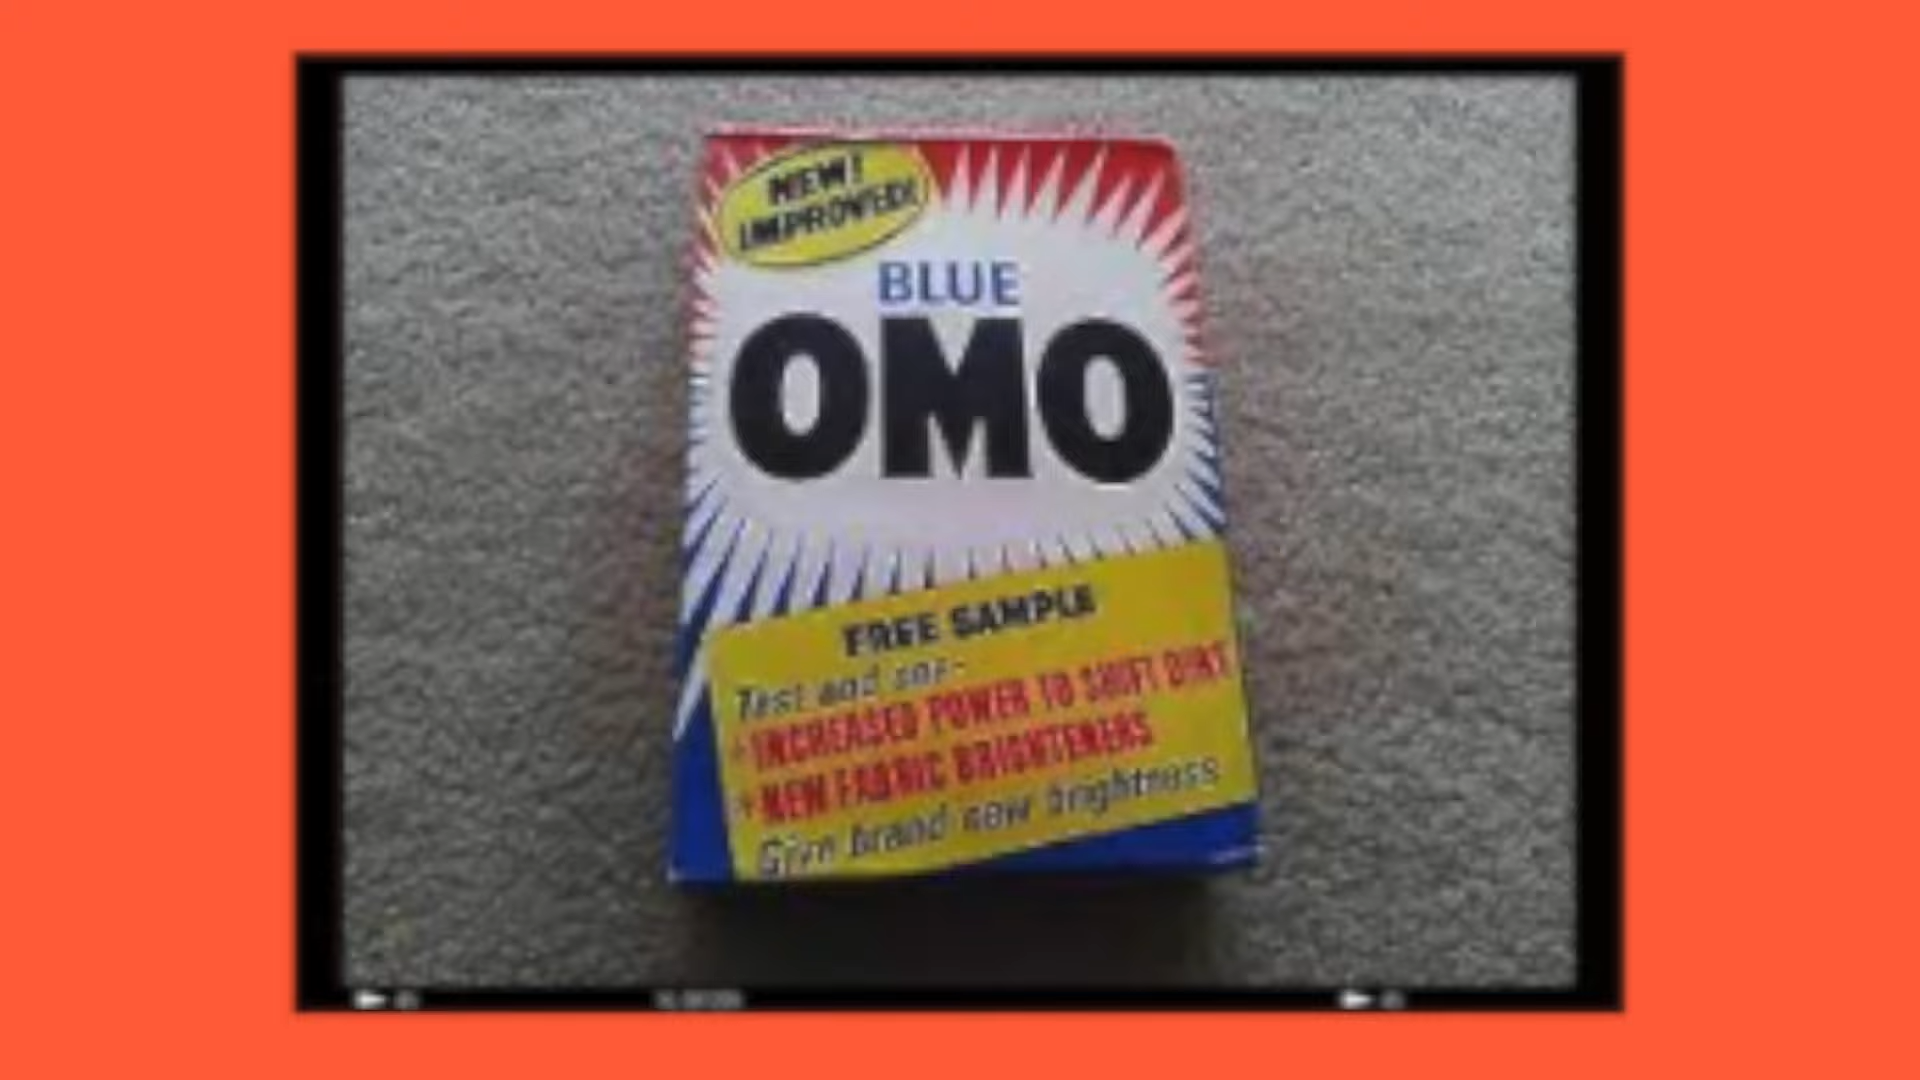 NEW!
IMPROVED!
BLUE
OMO
FREE SAMPLE
Test and see-
+ INCREASED POWER TO SHIFT DIRT
+ NEW FABRIC BRIGHTENERS
Give brand new brightness